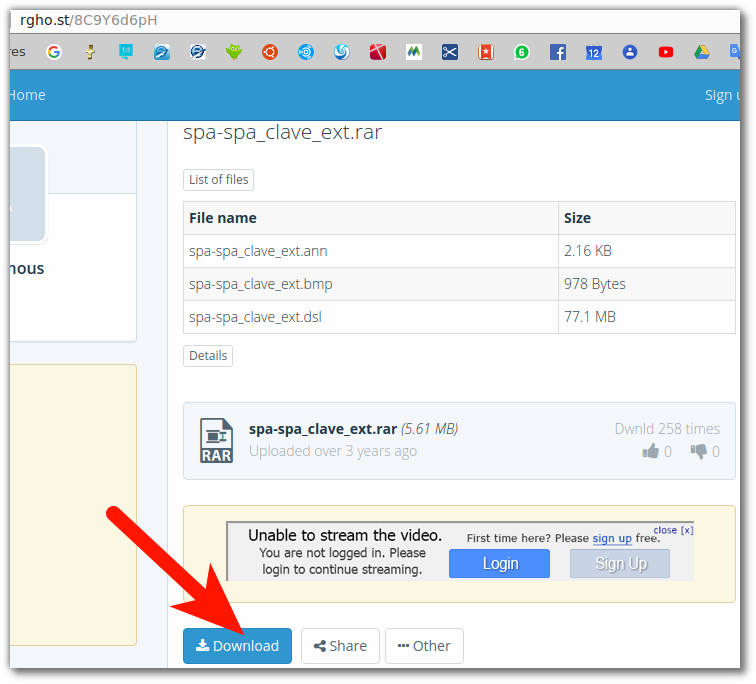 rgho.st/8C9Y6d6pH
res
6
12
Home
Sign u
spa-spa_clave_ext.rar
List of files
File name Size
spa-spa_clave_ext.ann 2.16 KB
spa-spa_clave_ext.bmp 978 Bytes
spa-spa_clave_ext.dsl 77.1 MB
nous
Details
spa-spa_clave_ext.rar (5.61 MB) Dwnld 258 times
Uploaded over 3 years ago 0 0
RAR
close [x]
Unable to stream the video. First time here? Please sign up free.
You are not logged in. Please
login to continue streaming.
Login Sign Up
Download Share Other